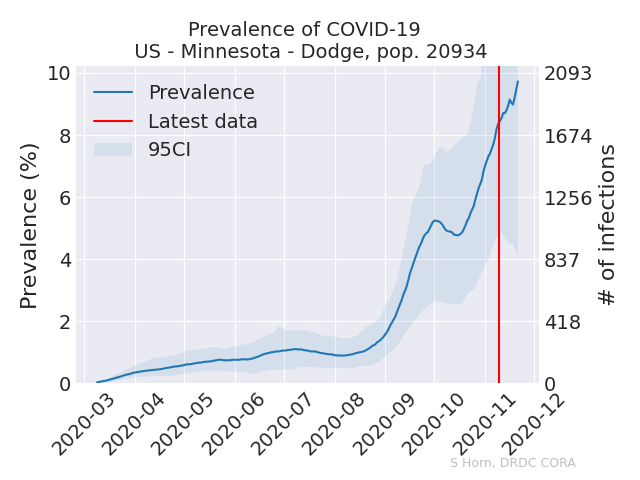 Prevalence of COVID-19
US - Minnesota - Dodge, pop. 20934
Prevalence
Latest data
95CI
Prevalence (%)
10
8
6
4
2
0
2093
1674
1256
837
418
0
# of infections
2020-03
2020-04
2020-05
2020-06
2020-07
2020-08
2020-09
2020-10
2020-11
2020-12
S Horn, DRDC CORA